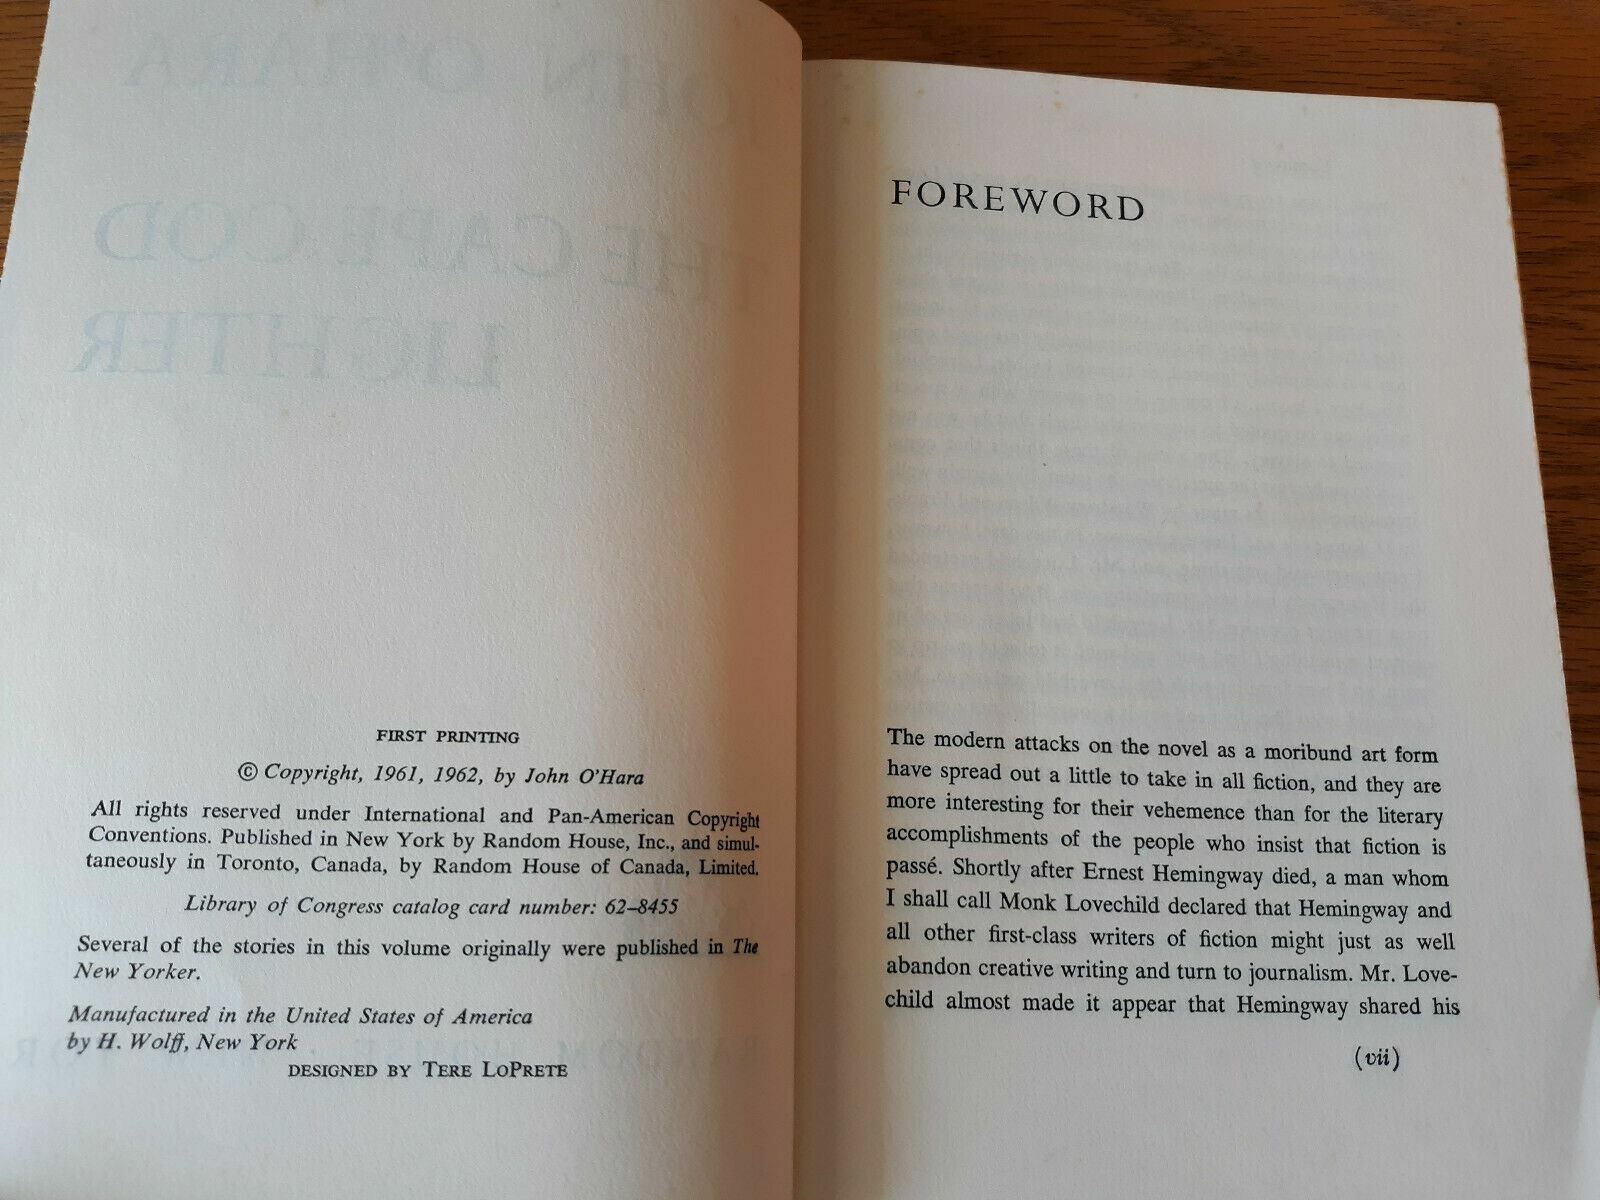 FIRST PRINTING
© Copyright, 1961, 1962, by John O'Hara
All rights reserved under International and Pan-American Copyright
Conventions. Published in New York by Random House, Inc., and simul-
taneously in Toronto, Canada, by Random House of Canada, Limited.
Library of Congress catalog card number: 62-8455
Several of the stories in this volume originally were published in The
New Yorker.
Manufactured in the United States of America
by H. Wolff, New York
DESIGNED BY TERE LOPRETE
FOREWORD
The modern attacks on the novel as a moribund art form
have spread out a little to take in all fiction, and they are
more interesting for their vehemence than for the literary
accomplishments of the people who insist that fiction is
passé. Shortly after Ernest Hemingway died, a man whom
I shall call Monk Lovechild declared that Hemingway and
all other first-class writers of fiction might just as well
abandon creative writing and turn to journalism. Mr. Love-
child almost made it appear that Hemingway shared his
(vii)